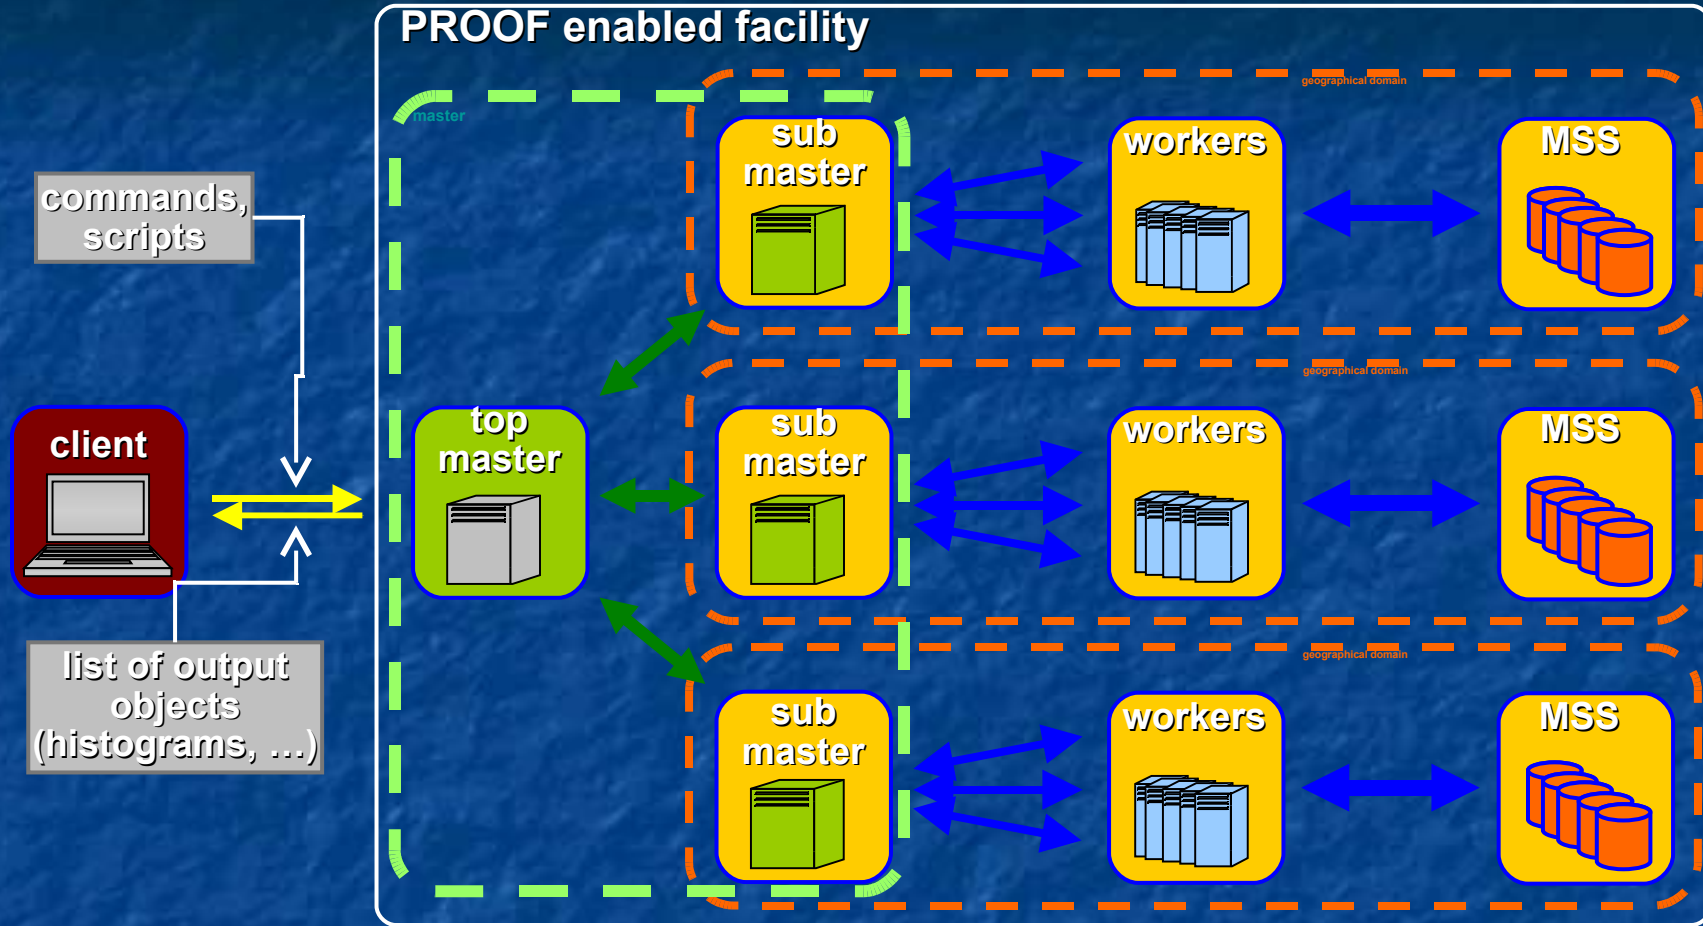 PROOF enabled facility
geographical domain
master
sub
master
workers
MSS
commands,
scripts
geographical domain
client
top
master
sub
master
workers
MSS
list of output
objects
(histograms, ...)
geographical domain
sub
master
workers
MSS